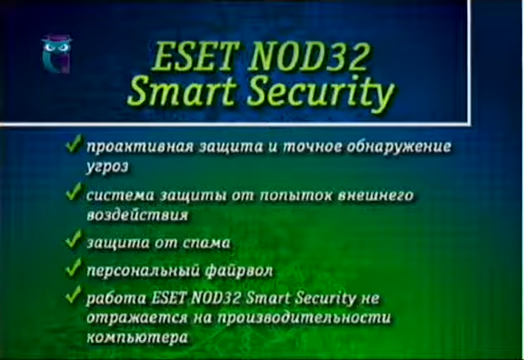 ESET NOD32
Smart Security
проактивная защита и точное обнаружение
угроз
система защиты от попыток внешнего
воздействия
защита от спама
персональный файрвол
работа ESET NOD32 Smart Security не
отражается на производительности
компьютера